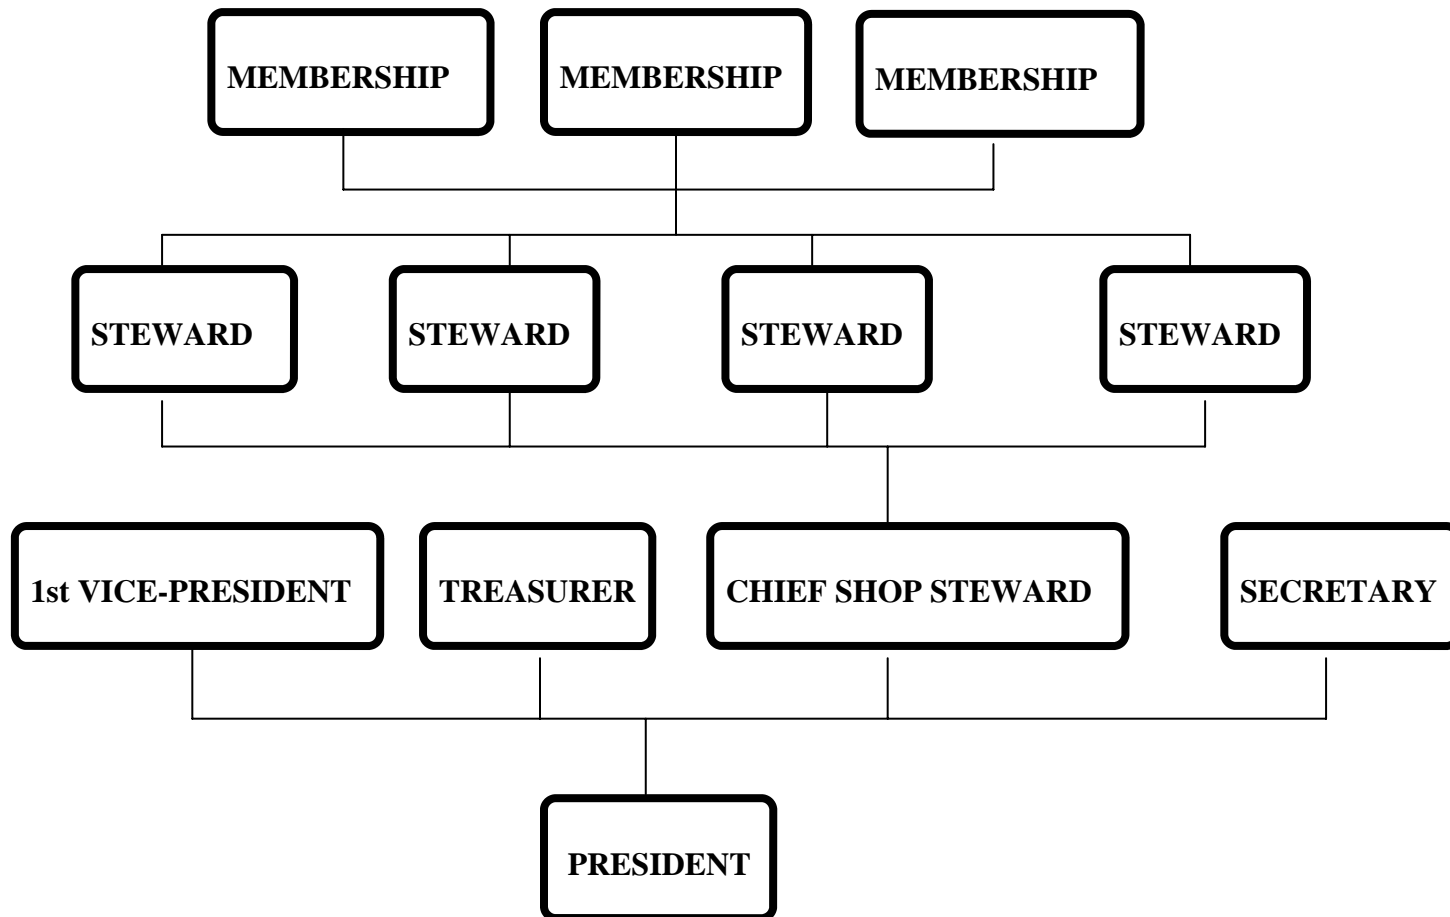 MEMBERSHIP
MEMBERSHIP
MEMBERSHIP
STEWARD
STEWARD
STEWARD
STEWARD
1st VICE-PRESIDENT
TREASURER
CHIEF SHOP STEWARD
SECRETARY
PRESIDENT